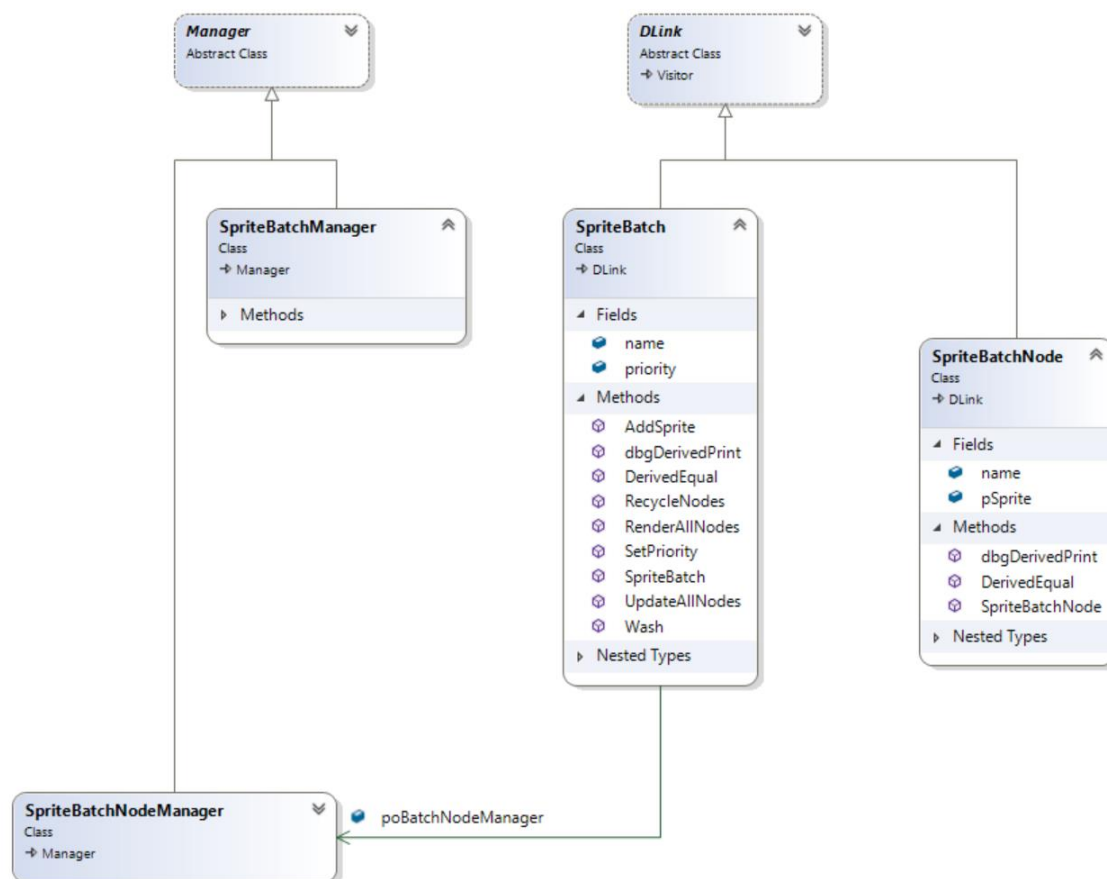 Manager
Abstract Class
DLink
Abstract Class
Visitor
SpriteBatchManager
Class
Manager
Methods
SpriteBatch
Class
DLink
Fields
name
priority
Methods
AddSprite
dbgDerivedPrint
DerivedEqual
RecycleNodes
RenderAllNodes
SetPriority
SpriteBatch
UpdateAllNodes
Wash
Nested Types
SpriteBatchNode
Class
DLink
Fields
name
pSprite
Methods
dbgDerivedPrint
DerivedEqual
SpriteBatchNode
Nested Types
SpriteBatchNodeManager
Class
Manager
poBatchNodeManager